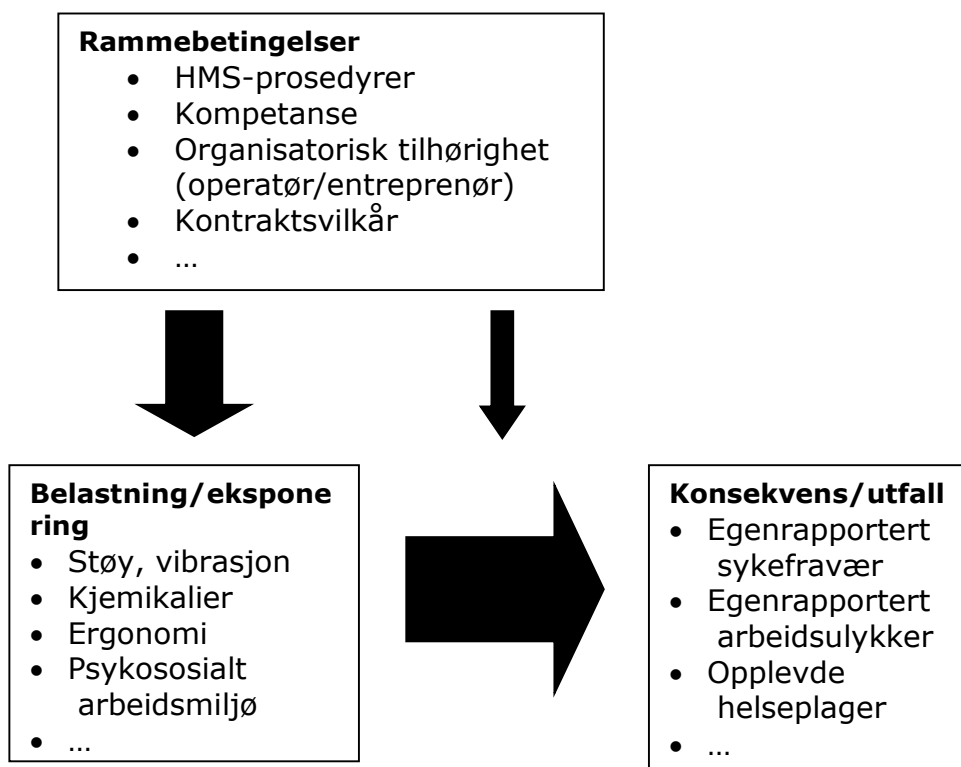 Rammebetingelser
• HMS-prosedyrer
• Kompetanse
• Organisatorisk tilhørighet
(operatør/entreprenør)
• Kontraktsvilkår
• …
Belastning/ekspone
ring
• Støy, vibrasjon
• Kjemikalier
• Ergonomi
• Psykososialt
arbeidsmiljø
• …
Konsekvens/utfall
• Egenrapportert
sykefravær
• Egenrapportert
arbeidsulykker
• Opplevde
helseplager
• …